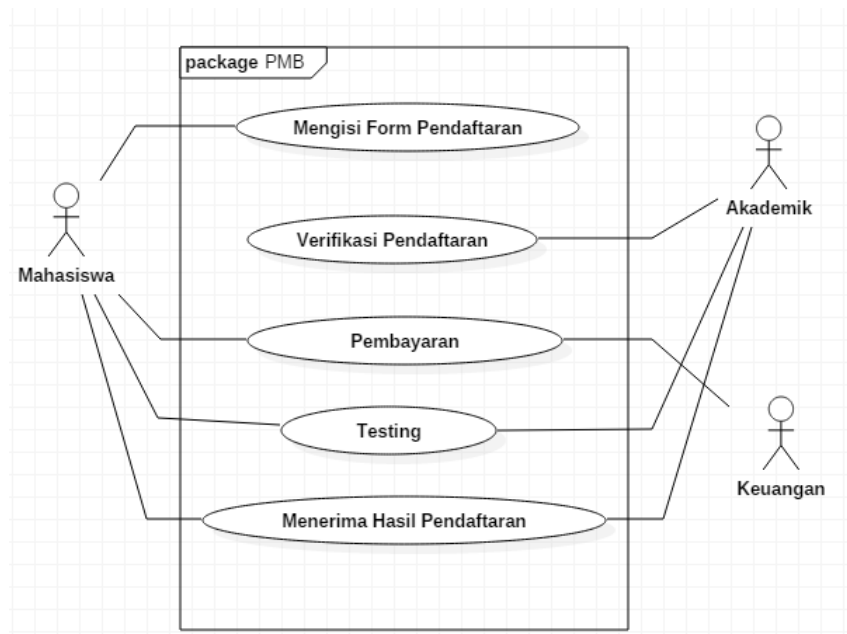 package PMB
Mengisi Form Pendaftaran
Akademik
Verifikasi Pendaftaran
Mahasiswa
Pembayaran
Testing
Keuangan
Menerima Hasil Pendaftaran